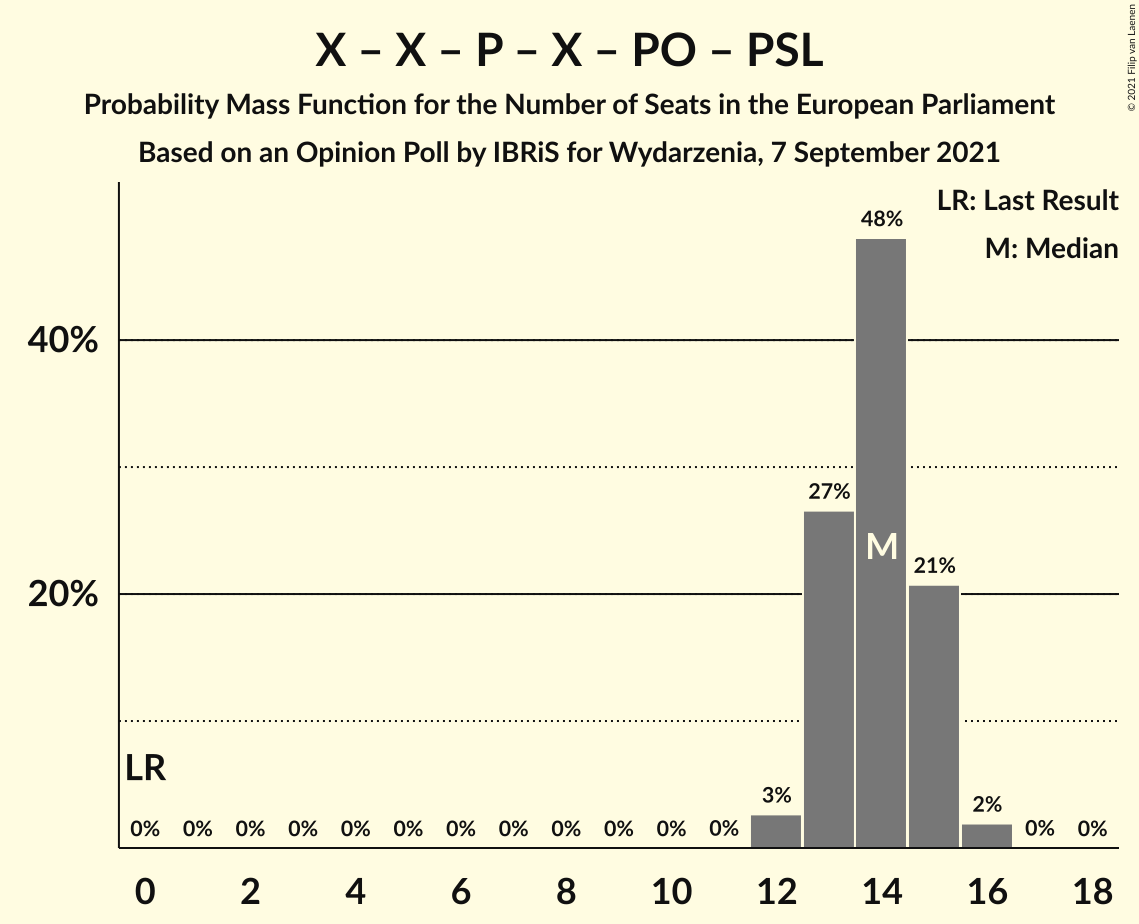 X – X – P – X – PO – PSL
Probability Mass Function for the Number of Seats in the European Parliament
Based on an Opinion Poll by IBRiS for Wydarzenia, 7 September 2021
© 2021 Filip van Laenen
LR: Last Result
M: Median
48%
40%
27%
M
21%
20%
LR
3%
2%
0% 0% 0% 0% 0% 0% 0% 0% 0% 0% 0% 0% 0% 0%
0 2 4 6 8 10 12 14 16 18